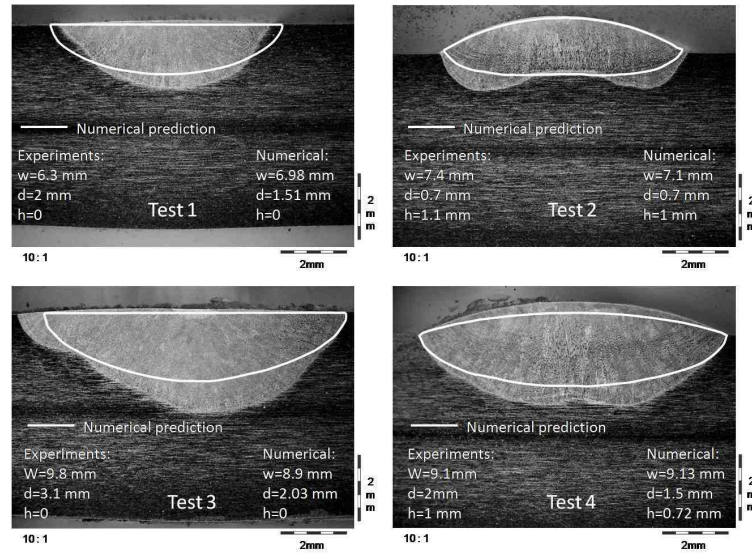 Numerical prediction
Experiments:
w=6.3 mm
d=2 mm
h=0
Test 1
Numerical:
w=6.98 mm
d=1.51 mm
h=0
2
m
m
10:1
2mm
Numerical prediction
Experiments:
w=7.4 mm
d=0.7 mm
h=1.1 mm
Test 2
Numerical:
w=7.1 mm
d=0.7 mm
h=1 mm
2
m
m
10:1
2mm
Numerical prediction
Experiments:
W=9.8 mm
d=3.1 mm
h=0
Test 3
Numerical:
w=8.9 mm
d=2.03 mm
h=0
2
m
m
10:1
2mm
Numerical prediction
Experiments:
W=9.1mm
d=2mm
h=1 mm
Test 4
Numerical:
w=9.13 mm
d=1.5 mm
h=0.72 mm
2
m
m
10:1
2mm